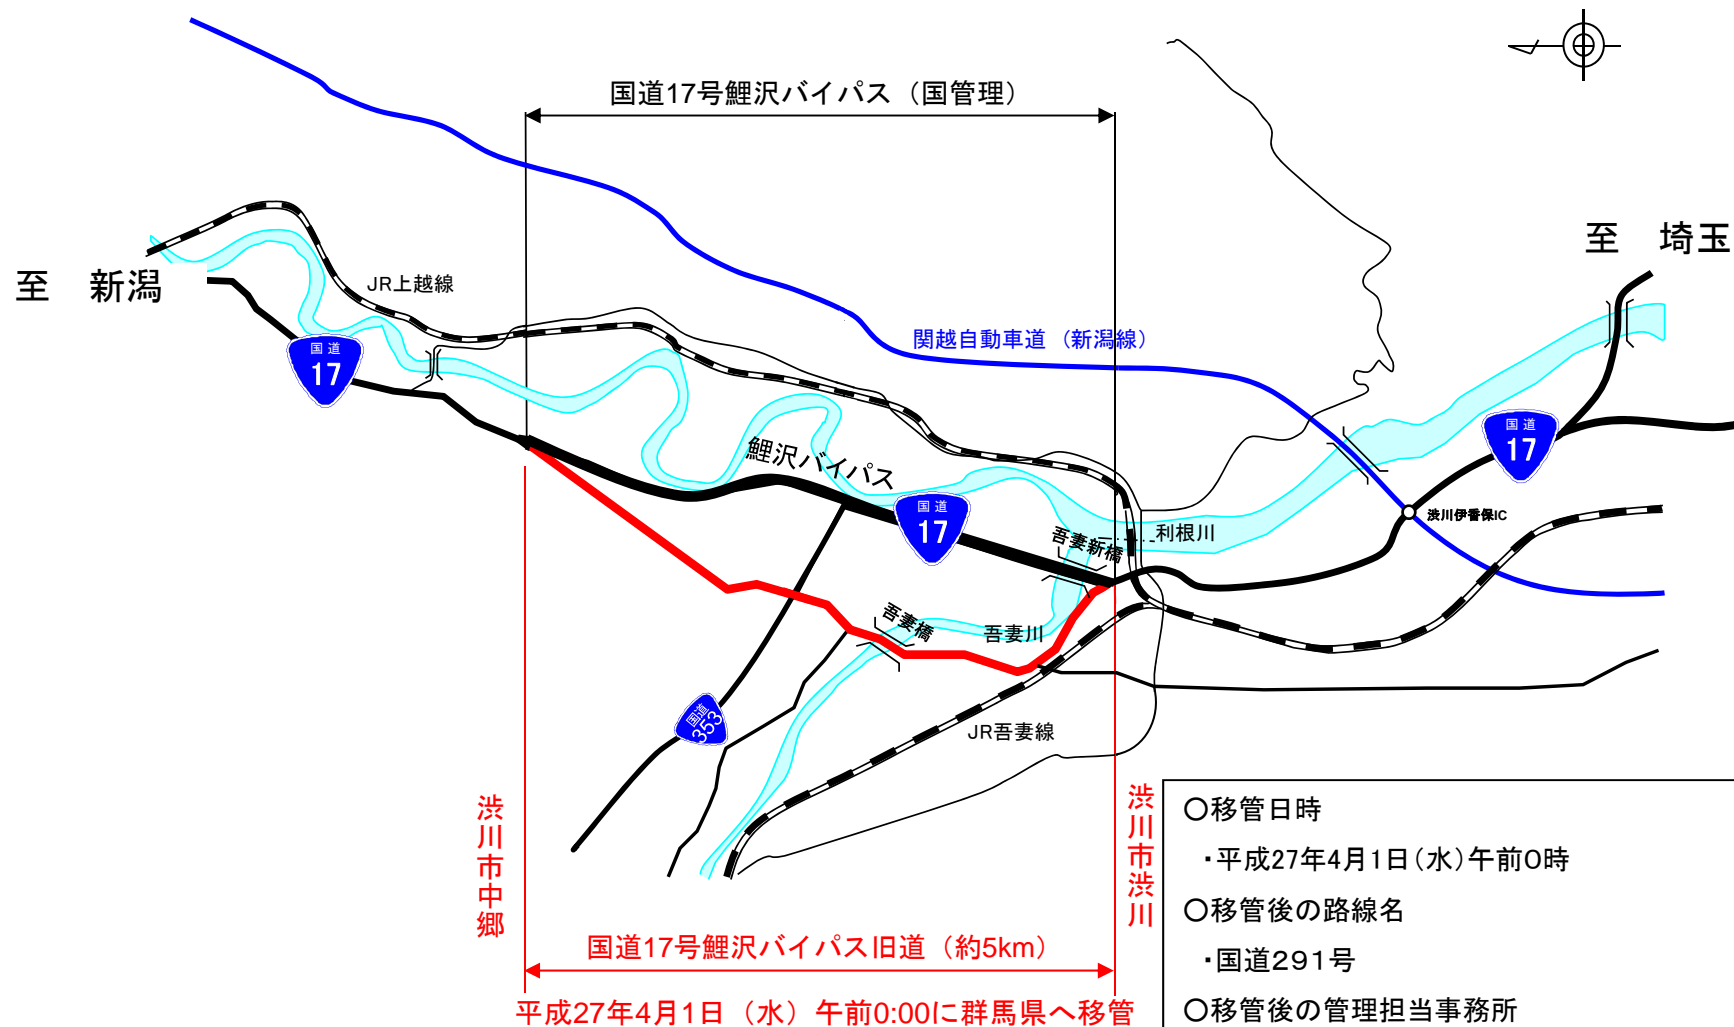 国道17号鯉沢バイパス（国管理）
至　埼玉
至　新潟
JR上越線
関越自動車道（新潟線）
国道
17
国道
17
鯉沢バイパス
国道
17
渋川伊香保IC
吾妻新橋
利根川
吾妻橋
吾妻川
国道
353
JR吾妻線
渋川市中郷
渋川市渋川
国道17号鯉沢バイパス旧道（約5km）
平成27年4月1日（水）午前0:00に群馬県へ移管
○移管日時
・平成27年4月1日（水）午前0時
○移管後の路線名
・国道291号
○移管後の管理担当事務所